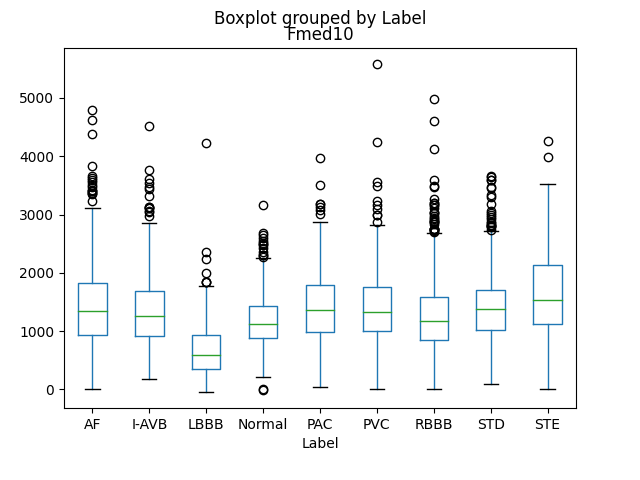 Boxplot grouped by Label
Fmed10
5000
4000
3000
2000
1000
0
AF I-AVB LBBB Normal PAC PVC RBBB STD STE
Label